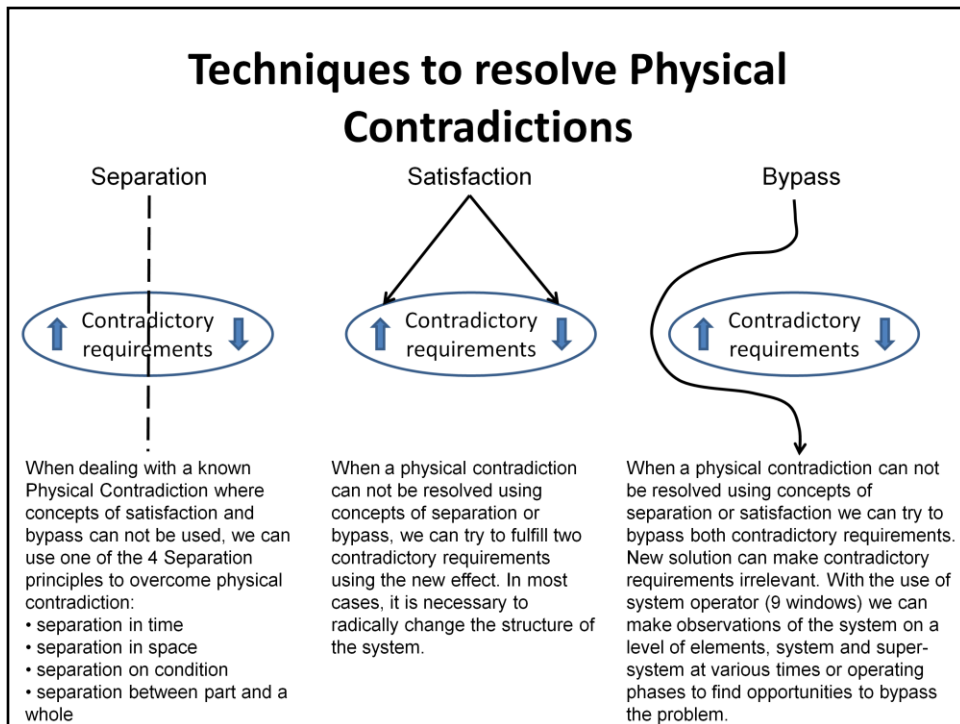 Techniques to resolve Physical
Contradictions
Separation
Contradictory
requirements
When dealing with a known
Physical Contradiction where
concepts of satisfaction and
bypass can not be used, we can
use one of the 4 Separation
principles to overcome physical
contradiction:
• separation in time
• separation in space
• separation on condition
• separation between part and a
whole
Satisfaction
Contradictory
requirements
When a physical contradiction
can not be resolved using
concepts of separation or
bypass, we can try to fulfill two
contradictory requirements
using the new effect. In most
cases, it is necessary to
radically change the structure of
the system.
Bypass
Contradictory
requirements
When a physical contradiction can not
be resolved using concepts of
separation or satisfaction we can try to
bypass both contradictory requirements.
New solution can make contradictory
requirements irrelevant. With the use of
system operator (9 windows) we can
make observations of the system on a
level of elements, system and super-
system at various times or operating
phases to find opportunities to bypass
the problem.